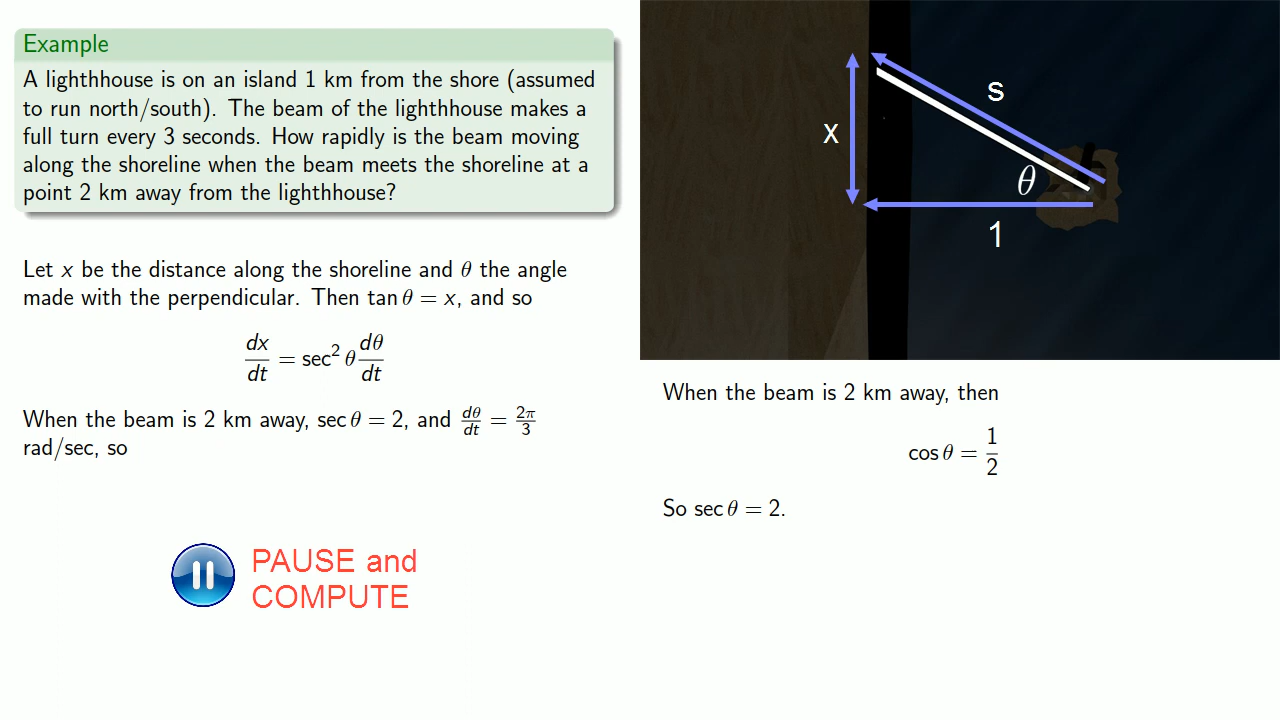 Example
A lighthhouse is on an island 1 km from the shore (assumed
to run north/south). The beam of the lighthhouse makes a
full turn every 3 seconds. How rapidly is the beam moving
along the shoreline when the beam meets the shoreline at a
point 2 km away from the lighthhouse?
Let x be the distance along the shoreline and θ the angle
made with the perpendicular. Then tan θ = x, and so
dx/dt = sec² θ dθ/dt
When the beam is 2 km away, sec θ = 2, and dθ/dt = 2π/3
rad/sec, so
PAUSE and
COMPUTE
s
x
θ
1
When the beam is 2 km away, then
cos θ = 1/2
So sec θ = 2.